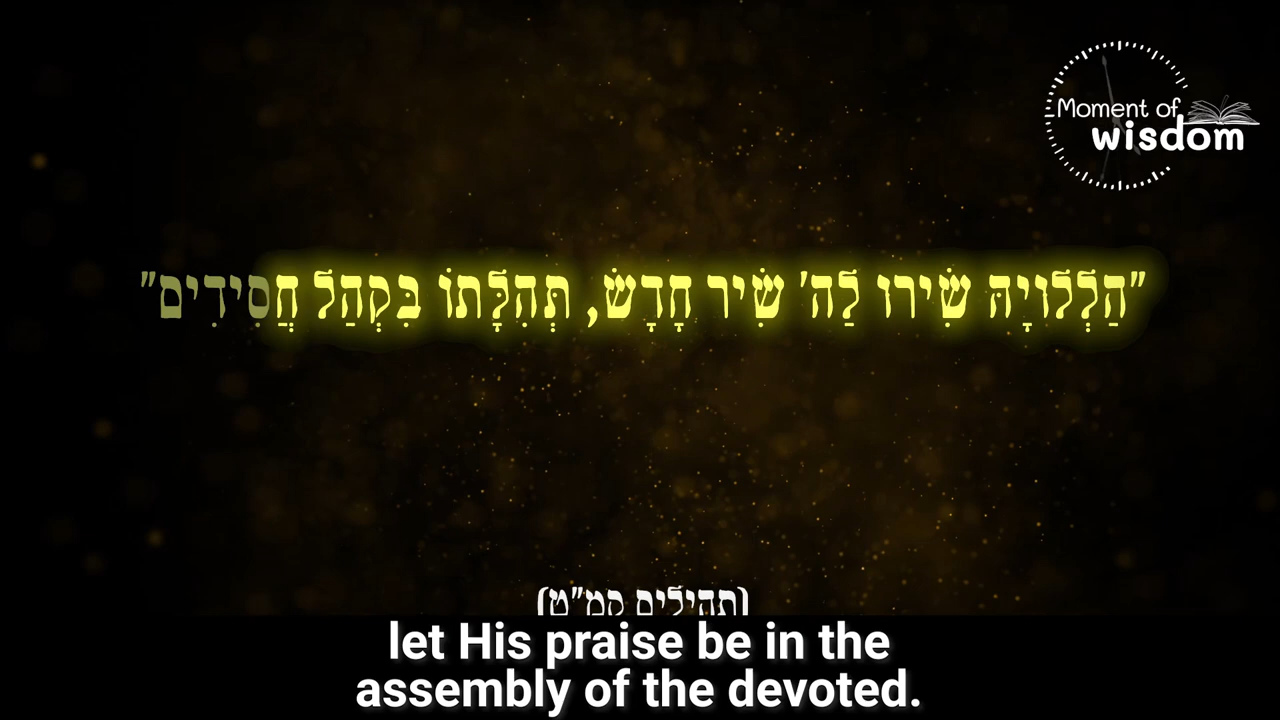 Moment of
wisdom
"הַלְלוּיָהּ שִׁירוּ לַה' שִׁיר חָדָשׁ, תְּהִלָּתוֹ בִּקְהַל חֲסִידִים"
(תהילים קמ"ט)
let His praise be in the
assembly of the devoted.